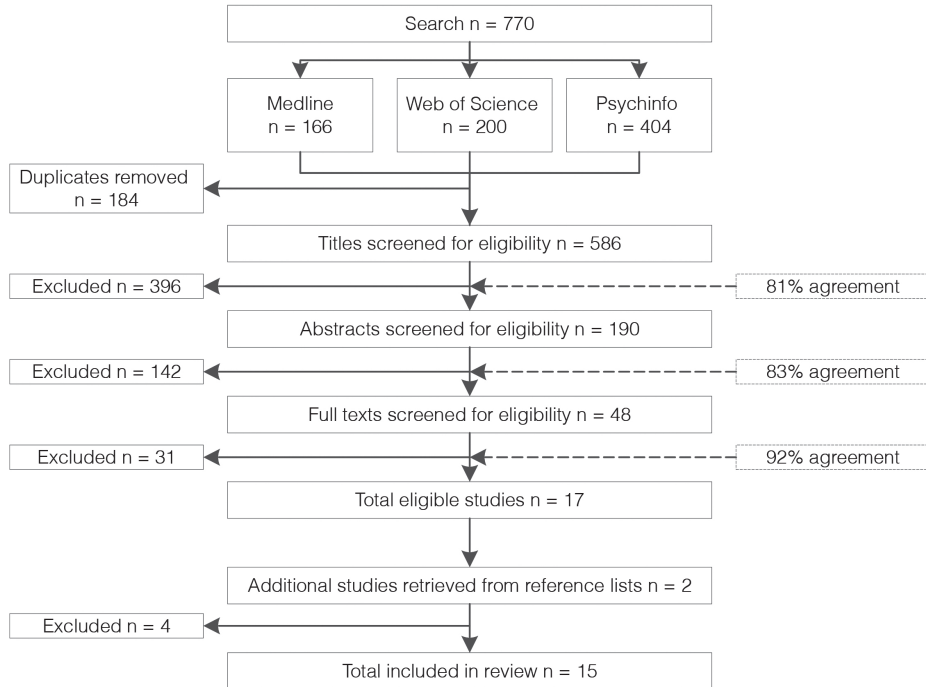 Search n = 770
Medline
n = 166
Web of Science
n = 200
Psychinfo
n = 404
Duplicates removed
n = 184
Titles screened for eligibility n = 586
Excluded n = 396
81% agreement
Abstracts screened for eligibility n = 190
Excluded n = 142
83% agreement
Full texts screened for eligibility n = 48
Excluded n = 31
92% agreement
Total eligible studies n = 17
Additional studies retrieved from reference lists n = 2
Excluded n = 4
Total included in review n = 15